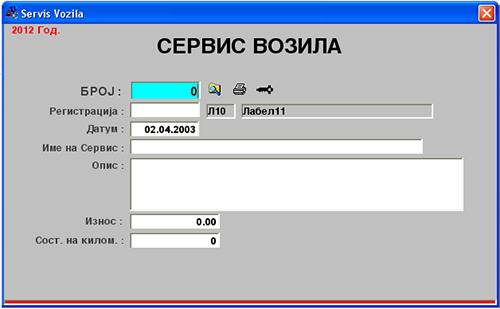 Servis Vozila
2012 Год.
СЕРВИС ВОЗИЛА
БРОЈ : 0
Регистрација : Л10 Лабел11
Датум : 02.04.2003
Име на Сервис :
Опис :
Износ : 0.00
Сост. на килом. : 0